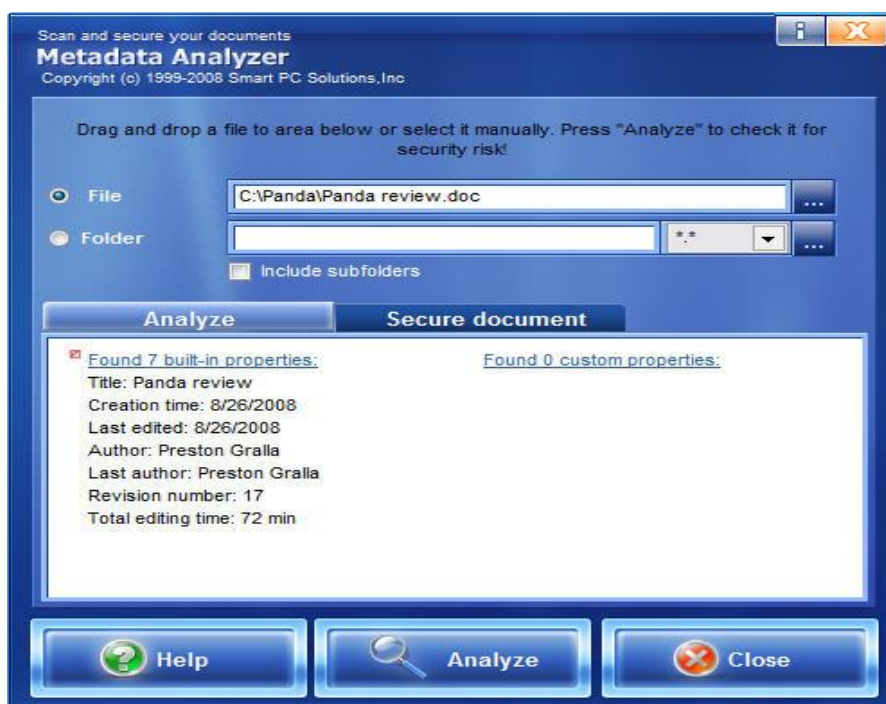 Scan and secure your documents
Metadata Analyzer
Copyright (c) 1999-2008 Smart PC Solutions,Inc
Drag and drop a file to area below or select it manually. Press "Analyze" to check it for
security risk!
File
C:\Panda\Panda review.doc
...
Folder
*.*
...
Include subfolders
Analyze
Secure document
Found 7 built-in properties:
Found 0 custom properties:
Title: Panda review
Creation time: 8/26/2008
Last edited: 8/26/2008
Author: Preston Gralla
Last author: Preston Gralla
Revision number: 17
Total editing time: 72 min
Help
Analyze
Close